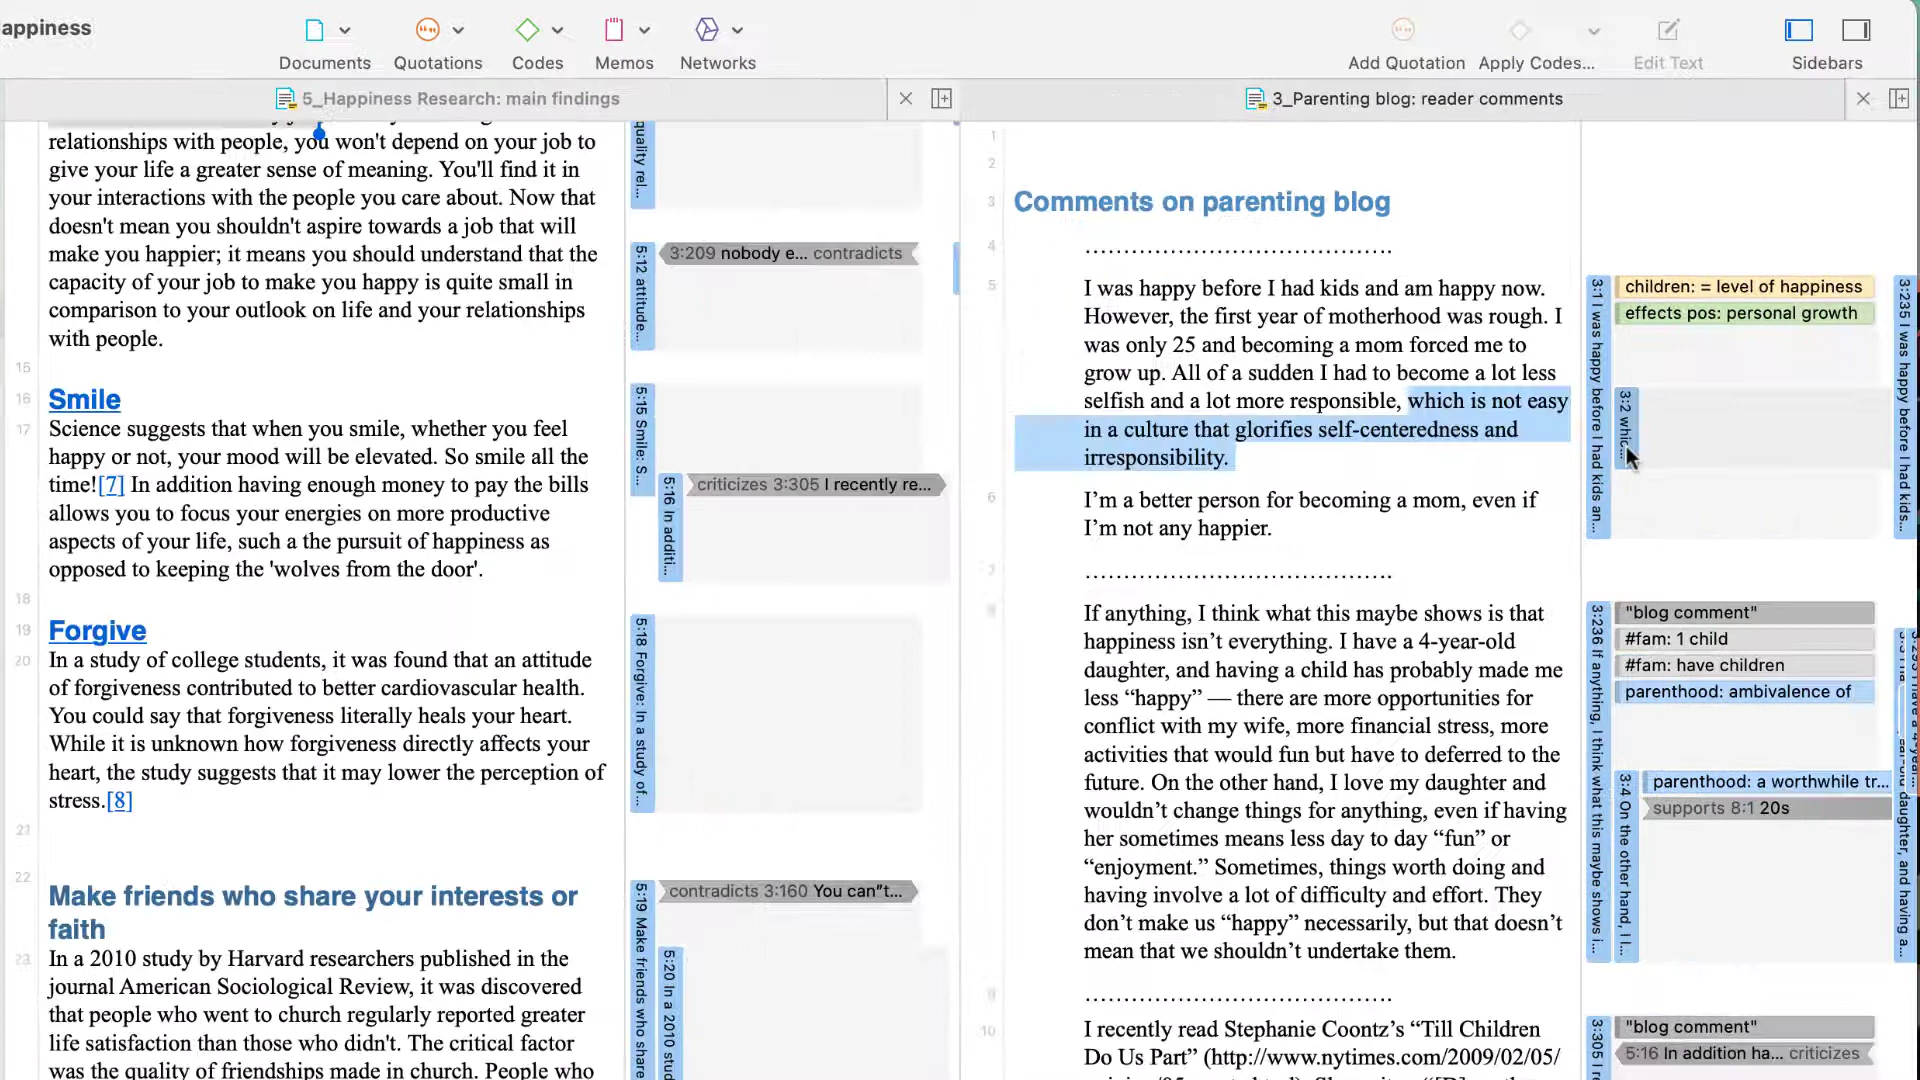 appiness
Documents
Quotations
Codes
Memos
Networks
Add Quotation
Apply Codes...
Edit Text
Sidebars
5_Happiness Research: main findings
3_Parenting blog: reader comments
relationships with people, you won't depend on your job to
give your life a greater sense of meaning. You'll find it in
your interactions with the people you care about. Now that
doesn't mean you shouldn't aspire towards a job that will
make you happier; it means you should understand that the
capacity of your job to make you happy is quite small in
comparison to your outlook on life and your relationships
with people.
15
16
Smile
17
Science suggests that when you smile, whether you feel
happy or not, your mood will be elevated. So smile all the
time![7] In addition having enough money to pay the bills
allows you to focus your energies on more productive
aspects of your life, such a the pursuit of happiness as
opposed to keeping the 'wolves from the door'.
18
19
Forgive
20
In a study of college students, it was found that an attitude
of forgiveness contributed to better cardiovascular health.
You could say that forgiveness literally heals your heart.
While it is unknown how forgiveness directly affects your
heart, the study suggests that it may lower the perception of
stress.[8]
21
22
Make friends who share your interests or
faith
23
In a 2010 study by Harvard researchers published in the
journal American Sociological Review, it was discovered
that people who went to church regularly reported greater
life satisfaction than those who didn't. The critical factor
was the quality of friendships made in church. People who
quality rel...
5:12 attitude...
3:209 nobody e... contradicts
5:15 Smile: S...
5:16 In additi...
criticizes 3:305 I recently re...
5:18 Forgive: In a study of...
5:19 Make friends who share
contradicts 3:160 You can"t...
5:20 In a 2010 stud
1
2
3
Comments on parenting blog
4
.......................................
5
I was happy before I had kids and am happy now.
However, the first year of motherhood was rough. I
was only 25 and becoming a mom forced me to
grow up. All of a sudden I had to become a lot less
selfish and a lot more responsible, which is not easy
in a culture that glorifies self-centeredness and
irresponsibility.
6
I’m a better person for becoming a mom, even if
I’m not any happier.
7
.......................................
8
If anything, I think what this maybe shows is that
happiness isn’t everything. I have a 4-year-old
daughter, and having a child has probably made me
less “happy” — there are more opportunities for
conflict with my wife, more financial stress, more
activities that would fun but have to deferred to the
future. On the other hand, I love my daughter and
wouldn’t change things for anything, even if having
her sometimes means less day to day “fun” or
“enjoyment.” Sometimes, things worth doing and
having involve a lot of difficulty and effort. They
don’t make us “happy” necessarily, but that doesn’t
mean that we shouldn’t undertake them.
9
.......................................
10
I recently read Stephanie Coontz’s “Till Children
Do Us Part” (http://www.nytimes.com/2009/02/05/
3:1 I was happy before I had kids an...
children: = level of happiness
effects pos: personal growth
3:2 whic...
3:235 I was happy before I had kids...
3:236 If anything, I think what this maybe shows i...
"blog comment"
#fam: 1 child
#fam: have children
parenthood: ambivalence of
3:4 On the other hand, I l...
parenthood: a worthwhile tr...
supports 8:1 20s
daughter, and having a...
3:305 I re
"blog comment"
5:16 In addition ha... criticizes